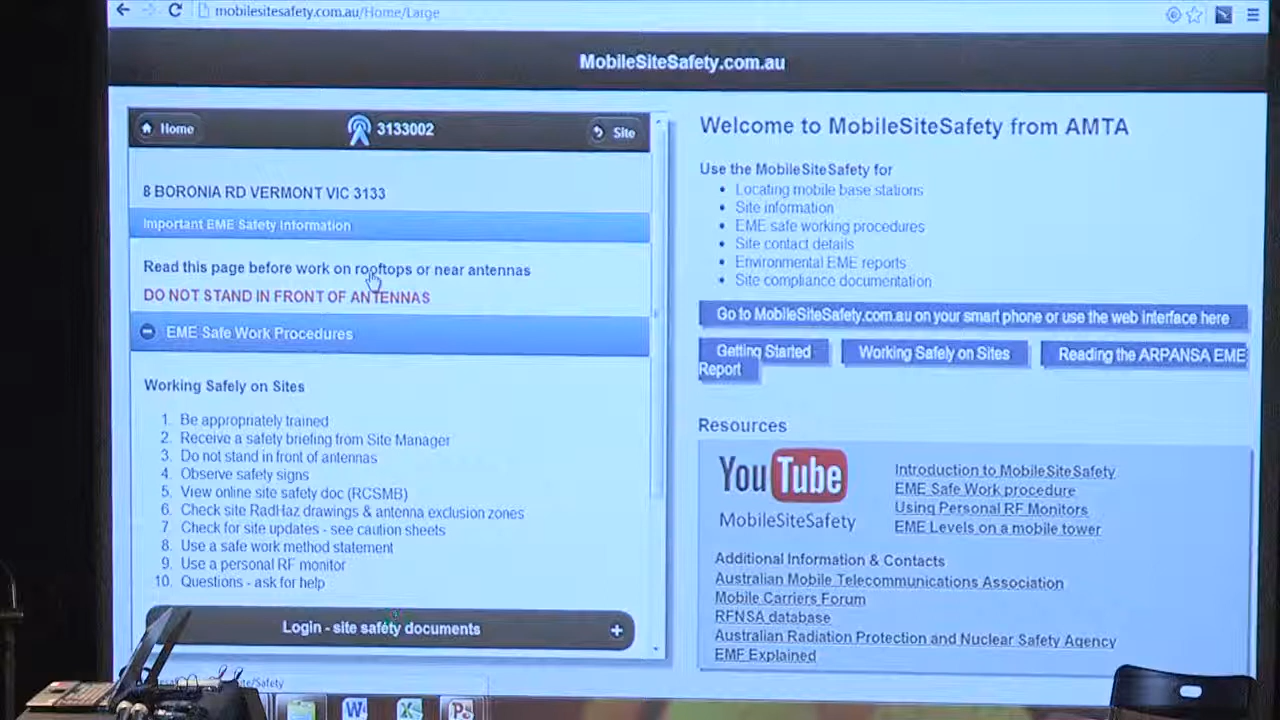 mobilesitesafety.com.au/Home/Large
MobileSiteSafety.com.au
Home
3133002
Site
8 BORONIA RD VERMONT VIC 3133
Important EME Safety Information
Read this page before work on rooftops or near antennas
DO NOT STAND IN FRONT OF ANTENNAS
EME Safe Work Procedures
Working Safely on Sites
1. Be appropriately trained
2. Receive a safety briefing from Site Manager
3. Do not stand in front of antennas
4. Observe safety signs
5. View online site safety doc (RCSMB)
6. Check site RadHaz drawings & antenna exclusion zones
7. Check for site updates - see caution sheets
8. Use a safe work method statement
9. Use a personal RF monitor
10. Questions - ask for help
Login - site safety documents
Welcome to MobileSiteSafety from AMTA
Use the MobileSiteSafety for
Locating mobile base stations
Site information
EME safe working procedures
Site contact details
Environmental EME reports
Site compliance documentation
Go to MobileSiteSafety.com.au on your smart phone or use the web interface here
Getting Started
Working Safely on Sites
Reading the ARPANSA EME
Report
Resources
YouTube
MobileSiteSafety
Introduction to MobileSiteSafety
EME Safe Work procedure
Using Personal RF Monitors
EME Levels on a mobile tower
Additional Information & Contacts
Australian Mobile Telecommunications Association
Mobile Carriers Forum
RFNSA database
Australian Radiation Protection and Nuclear Safety Agency
EMF Explained